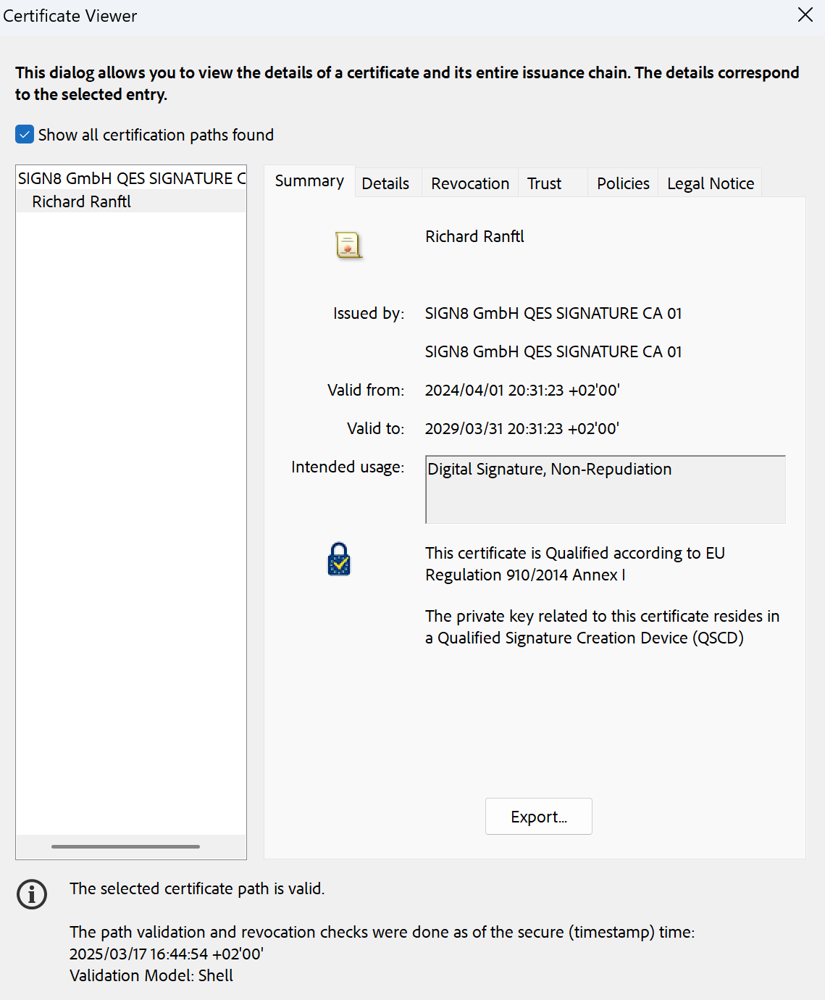 Certificate Viewer
This dialog allows you to view the details of a certificate and its entire issuance chain. The details correspond
to the selected entry.
Show all certification paths found
SIGN8 GmbH QES SIGNATURE C
Richard Ranftl
Summary
Details
Revocation
Trust
Policies
Legal Notice
Richard Ranftl
Issued by: SIGN8 GmbH QES SIGNATURE CA 01
SIGN8 GmbH QES SIGNATURE CA 01
Valid from: 2024/04/01 20:31:23 +02'00'
Valid to: 2029/03/31 20:31:23 +02'00'
Intended usage: Digital Signature, Non-Repudiation
This certificate is Qualified according to EU
Regulation 910/2014 Annex I
The private key related to this certificate resides in
a Qualified Signature Creation Device (QSCD)
Export...
The selected certificate path is valid.
The path validation and revocation checks were done as of the secure (timestamp) time:
2025/03/17 16:44:54 +02'00'
Validation Model: Shell